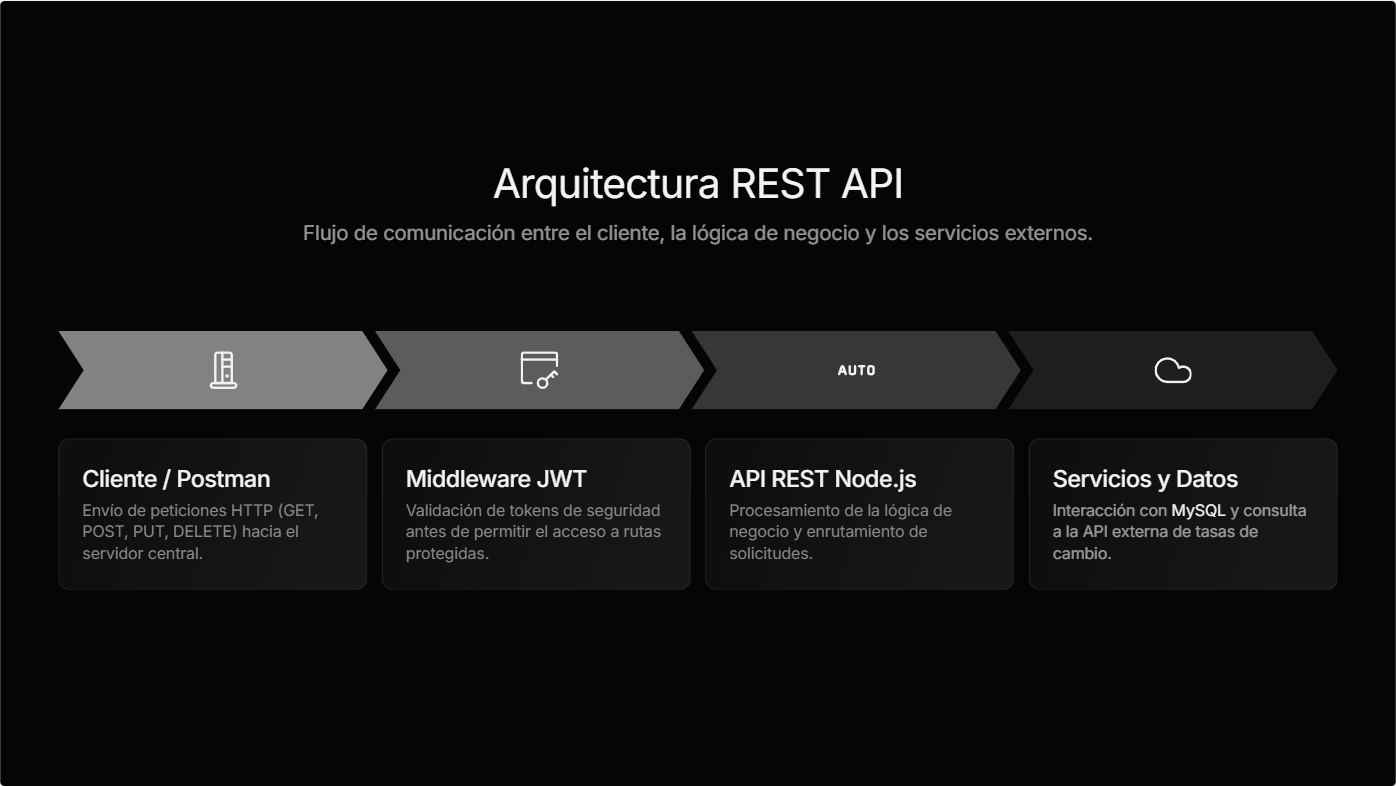 Arquitectura REST API
Flujo de comunicación entre el cliente, la lógica de negocio y los servicios externos.
AUTO
Cliente / Postman
Envío de peticiones HTTP (GET,
POST, PUT, DELETE) hacia el
servidor central.
Middleware JWT
Validación de tokens de seguridad
antes de permitir el acceso a rutas
protegidas.
API REST Node.js
Procesamiento de la lógica de
negocio y enrutamiento de
solicitudes.
Servicios y Datos
Interacción con MySQL y consulta
a la API externa de tasas de
cambio.